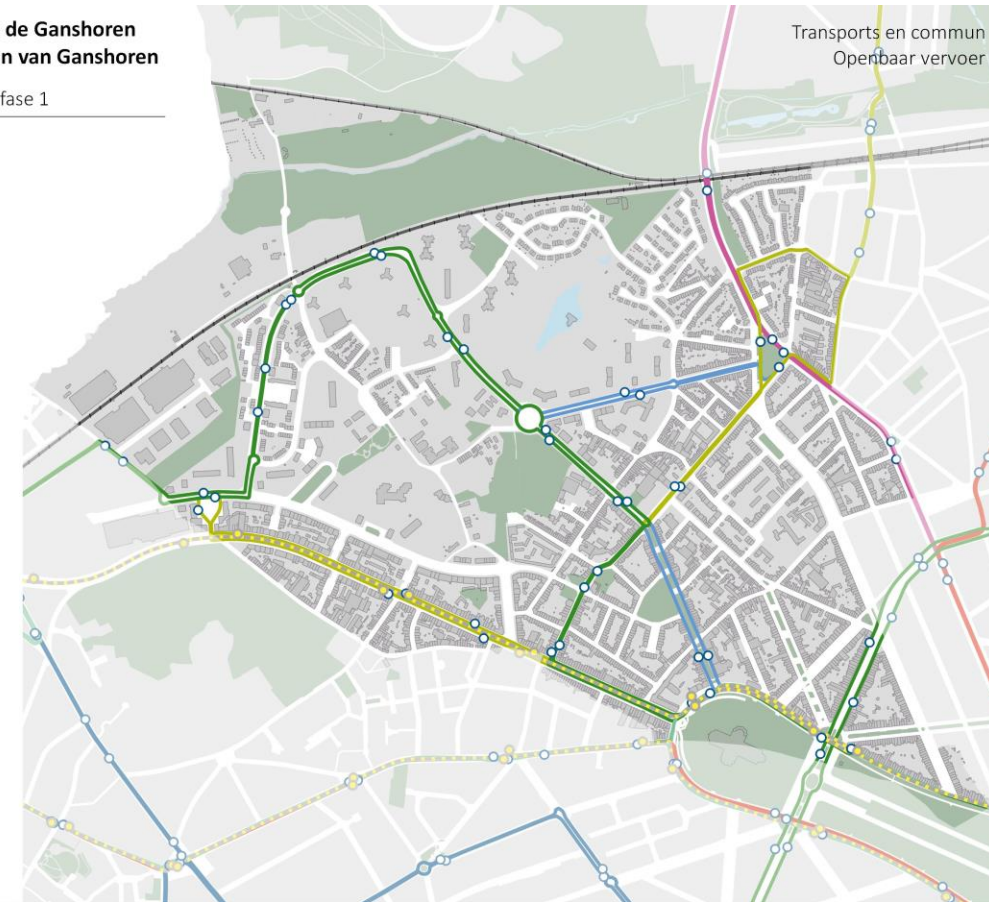 de Ganshoren
n van Ganshoren
fase 1
Transports en commun
Openbaar vervoer